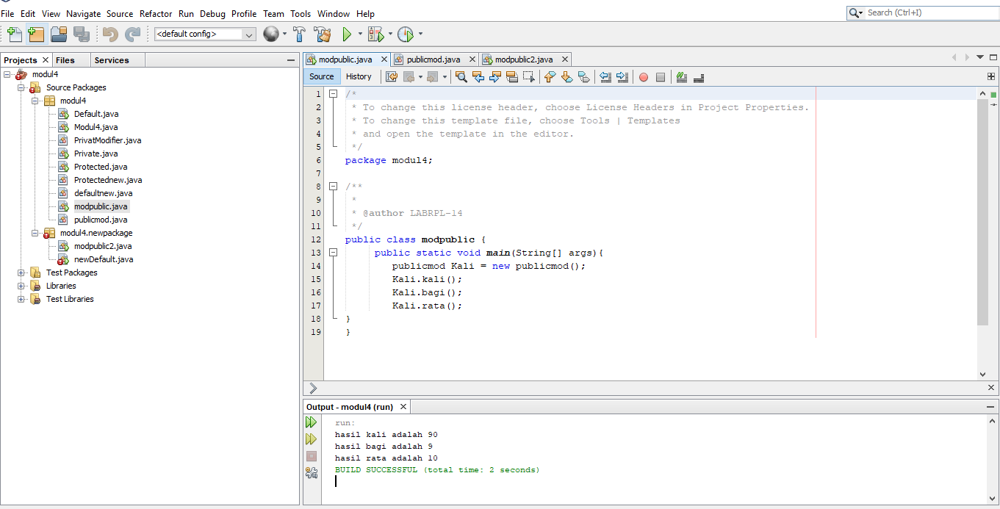 File Edit View Navigate Source Refactor Run Debug Profile Team Tools Window Help
Search (Ctrl+I)
<default config>
Projects Files Services
modul4
Source Packages
modul4
Default.java
Modul4.java
PrivatModifier.java
Private.java
Protected.java
Protectednew.java
defaultnew.java
modpublic.java
publicmod.java
modul4.newpackage
modpublic2.java
newDefault.java
Test Packages
Libraries
Test Libraries
modpublic.java publicmod.java modpublic2.java
Source History
1 /*
2 * To change this license header, choose License Headers in Project Properties.
3 * To change this template file, choose Tools | Templates
4 * and open the template in the editor.
5 */
6 package modul4;
7
8 /**
9 *
10 * @author LABRPL-14
11 */
12 public class modpublic {
13 public static void main(String[] args){
14 publicmod Kali = new publicmod();
15 Kali.kali();
16 Kali.bagi();
17 Kali.rata();
18 }
19 }
Output - modul4 (run)
run:
hasil kali adalah 90
hasil bagi adalah 9
hasil rata adalah 10
BUILD SUCCESSFUL (total time: 2 seconds)